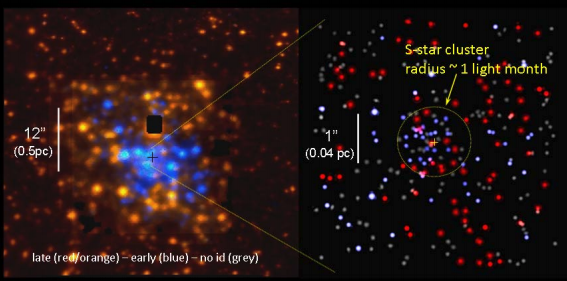 S-star cluster
radius ~ 1 light month
12"
(0.5pc)
1"
(0.04 pc)
late (red/orange) – early (blue) – no id (grey)